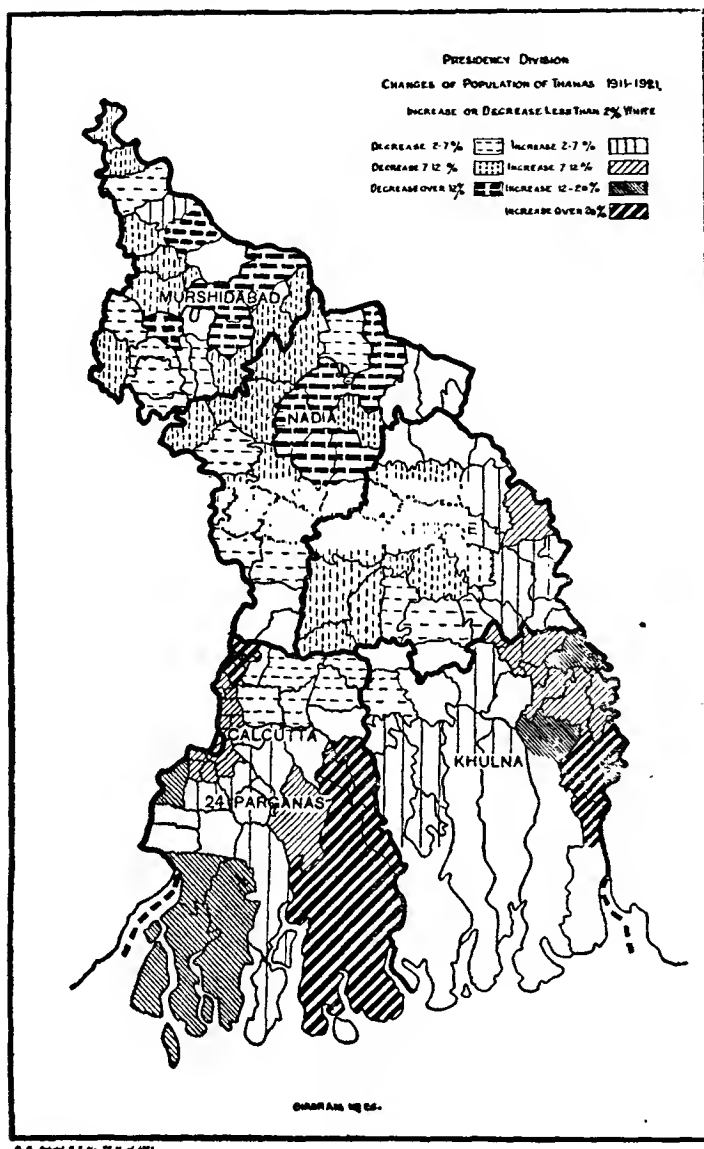 PRESIDENCY DIVISION
CHANGES OF POPULATION OF THANAS 1911-1921.
INCREASE OR DECREASE LESS THAN 2% WHITE
DECREASE 2-7% INCREASE 2-7%
DECREASE 7-12 % INCREASE 7-12%
DECREASE OVER 12% INCREASE 12-20%
INCREASE OVER 20%
MURSHIDABAD
NADIA
CALCUTTA
KHULNA
24 PARGANAS
DIAGRAM